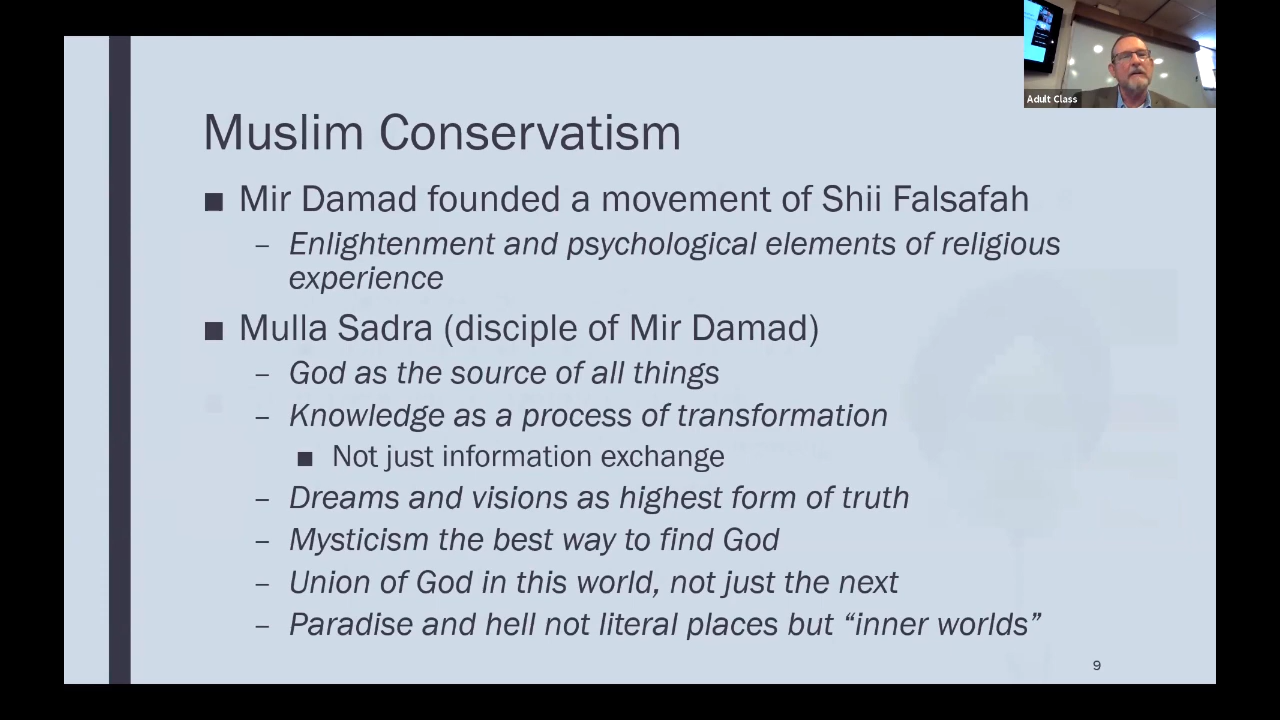 Adult Class
Muslim Conservatism
■ Mir Damad founded a movement of Shii Falsafah
– Enlightenment and psychological elements of religious
experience
■ Mulla Sadra (disciple of Mir Damad)
– God as the source of all things
– Knowledge as a process of transformation
■ Not just information exchange
– Dreams and visions as highest form of truth
– Mysticism the best way to find God
– Union of God in this world, not just the next
– Paradise and hell not literal places but “inner worlds”
9